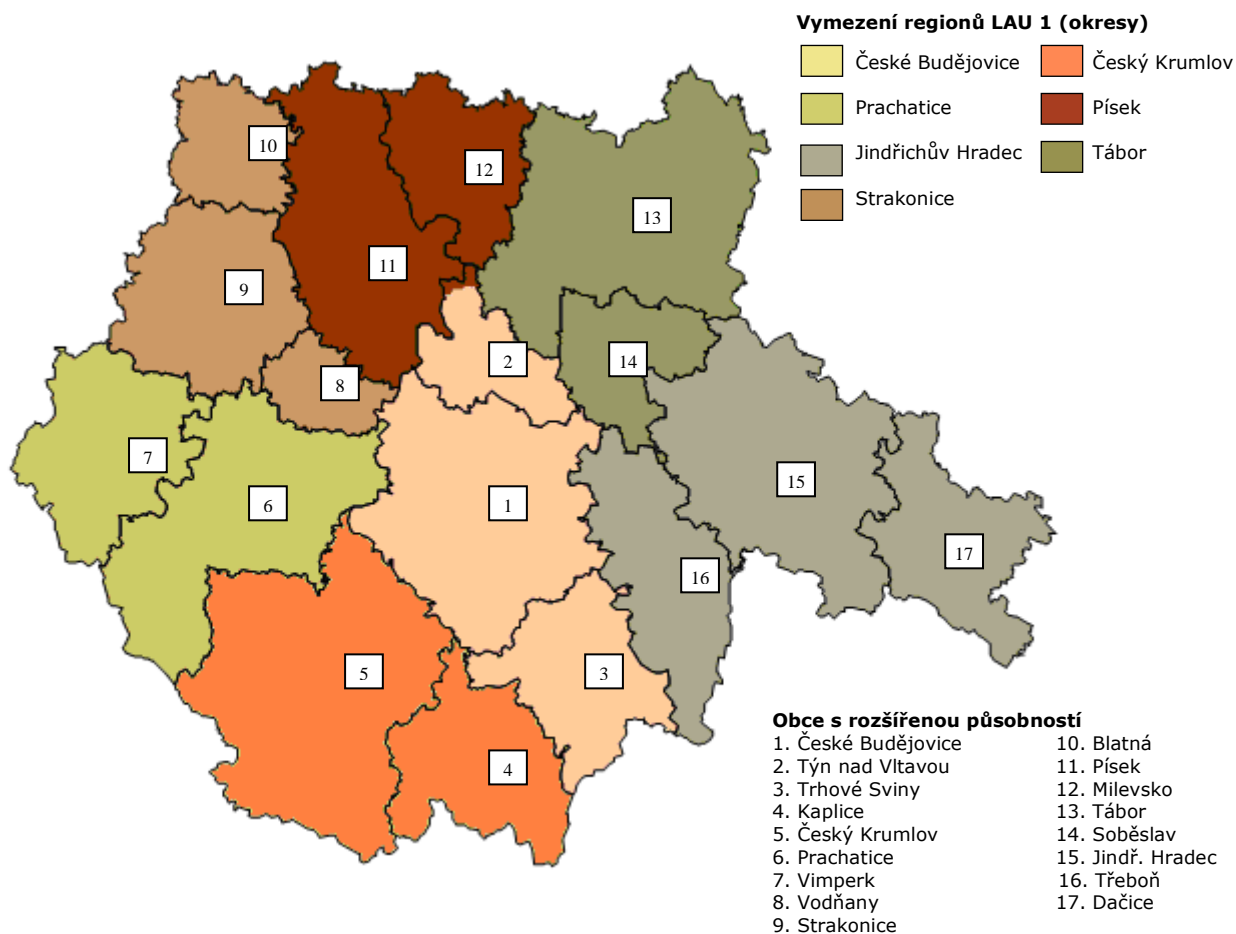 Vymezení regionů LAU 1 (okresy)
České Budějovice
Český Krumlov
Prachatice
Písek
Jindřichův Hradec
Tábor
Strakonice
10
12
13
11
9
2
14
8
7
15
6
1
17
16
5
3
4
Obce s rozšířenou působností
1. České Budějovice
10. Blatná
2. Týn nad Vltavou
11. Písek
3. Trhové Sviny
12. Milevsko
4. Kaplice
13. Tábor
5. Český Krumlov
14. Soběslav
6. Prachatice
15. Jindř. Hradec
7. Vimperk
16. Třeboň
8. Vodňany
17. Dačice
9. Strakonice